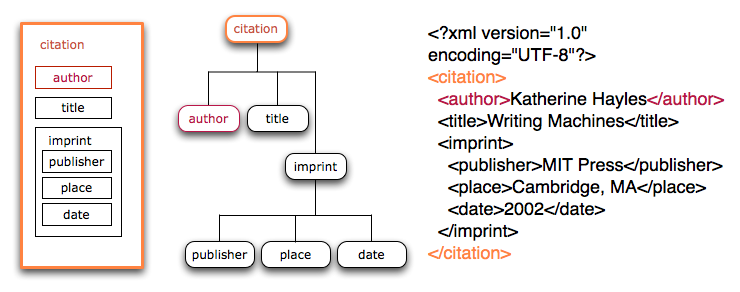 citation
author
title
imprint
publisher
place
date
citation
author
title
imprint
publisher
place
date
<?xml version="1.0"
encoding="UTF-8"?>
<citation>
<author>Katherine Hayles</author>
<title>Writing Machines</title>
<imprint>
<publisher>MIT Press</publisher>
<place>Cambridge, MA</place>
<date>2002</date>
</imprint>
</citation>